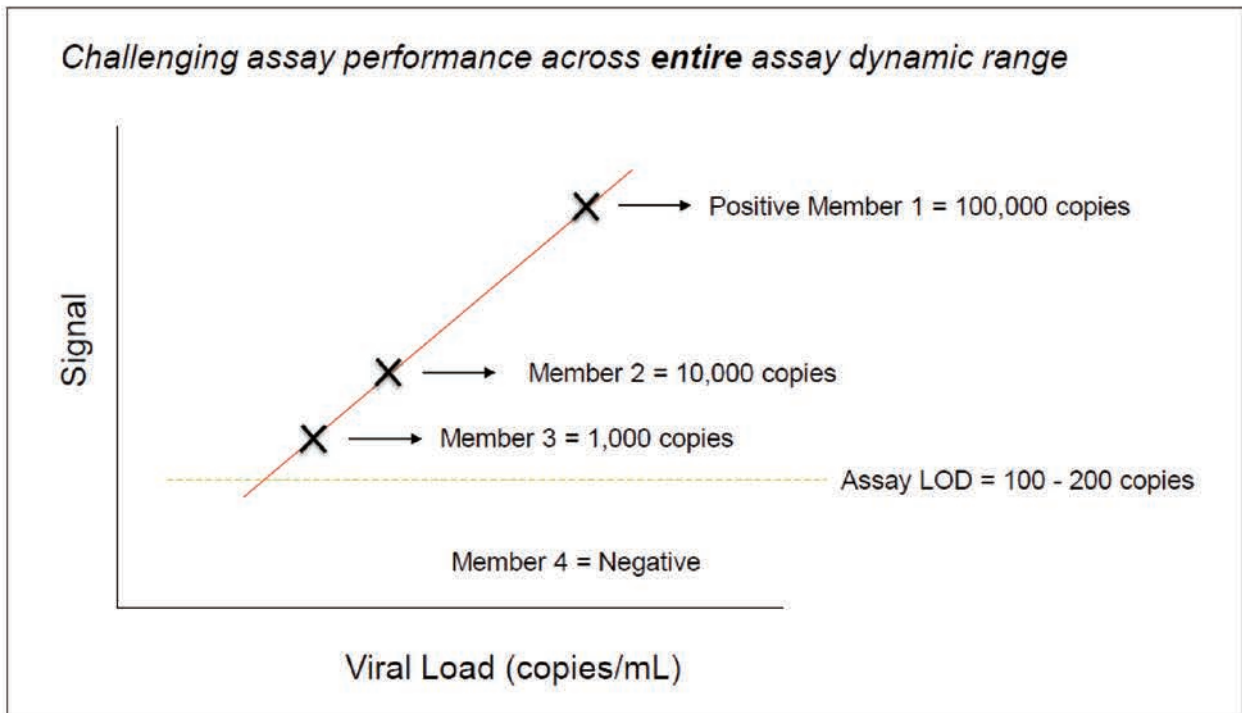 Challenging assay performance across entire assay dynamic range
Positive Member 1 = 100,000 copies
Member 2 = 10,000 copies
Member 3 = 1,000 copies
Assay LOD = 100 - 200 copies
Member 4 = Negative
Signal
Viral Load (copies/mL)